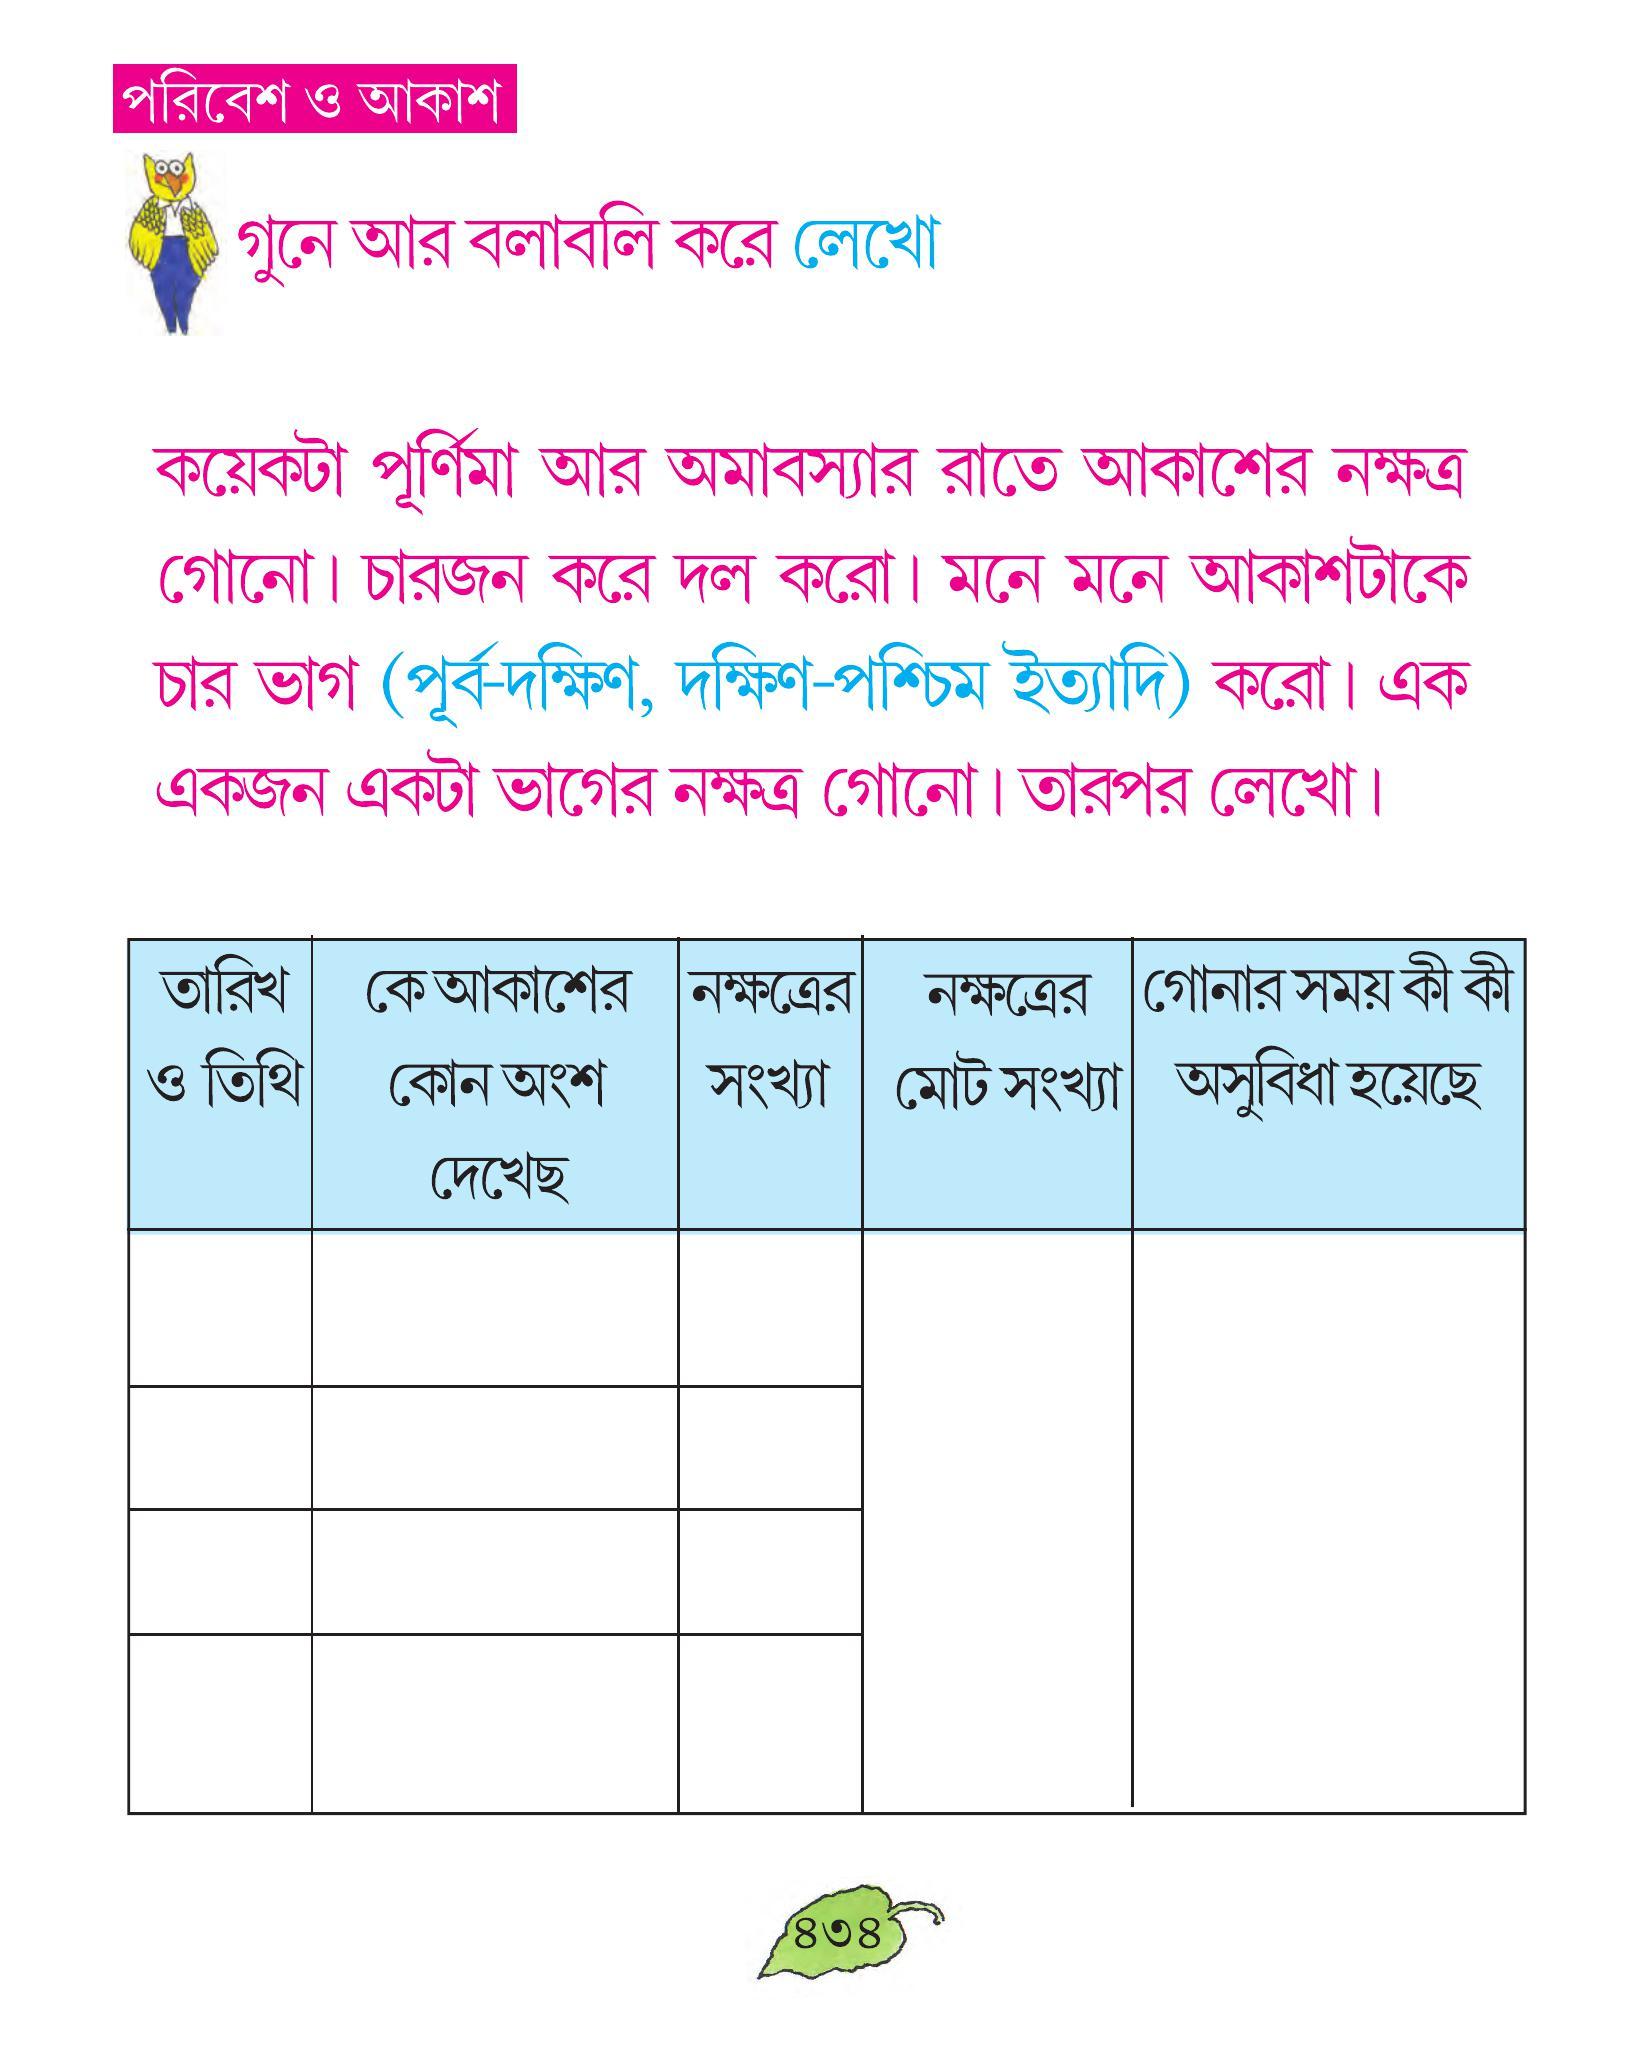 পরিবেশ ও আকাশ
গুনে আর বলাবলি করে লেখো
কয়েকটা পূর্ণিমা আর অমাবস্যার রাতে আকাশের নক্ষত্র
গোনো। চারজন করে দল করো। মনে মনে আকাশটাকে
চার ভাগ (পূর্ব-দক্ষিণ, দক্ষিণ-পশ্চিম ইত্যাদি) করো। এক
একজন একটা ভাগের নক্ষত্র গোনো। তারপর লেখো।
তারিখ
ও তিথি
কে আকাশের
কোন অংশ
দেখেছ
নক্ষত্রের
সংখ্যা
নক্ষত্রের
মোট সংখ্যা
গোনার সময় কী কী
অসুবিধা হয়েছে
৪৩৪